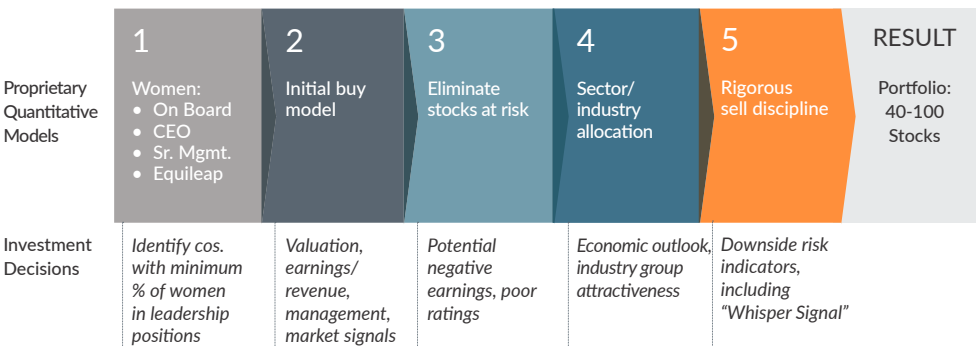 Proprietary
Quantitative
Models
1
Women:
• On Board
• CEO
• Sr. Mgmt.
• Equileap
2
Initial buy
model
3
Eliminate
stocks at risk
4
Sector/
industry
allocation
5
Rigorous
sell discipline
RESULT
Portfolio:
40-100
Stocks
Investment
Decisions
Identify cos.
with minimum
% of women
in leadership
positions
Valuation,
earnings/
revenue,
management,
market signals
Potential
negative
earnings, poor
ratings
Economic outlook,
industry group
attractiveness
Downside risk
indicators,
including
“Whisper Signal”